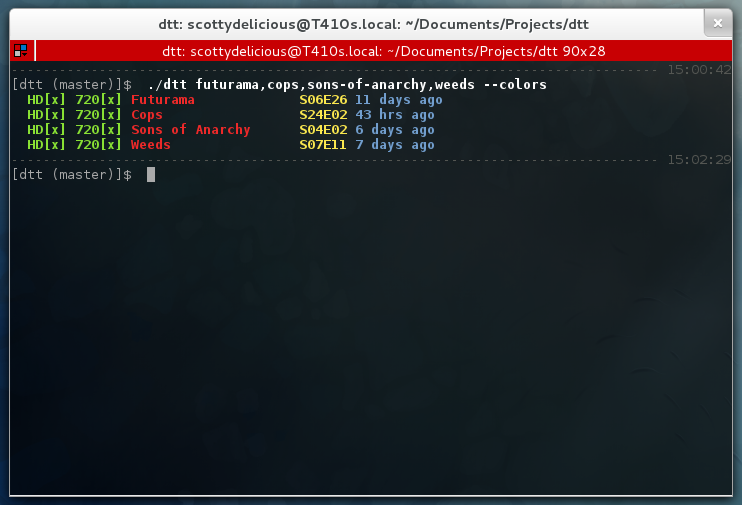 dtt: scottydelicious@T410s.local: ~/Documents/Projects/dtt
dtt: scottydelicious@T410s.local: ~/Documents/Projects/dtt 90x28
--------------------------------------------------------------------------------- 15:00:42
[dtt (master)]$  ./dtt futurama,cops,sons-of-anarchy,weeds --colors
  HD[x] 720[x] Futurama             S06E26 11 days ago
  HD[x] 720[x] Cops                 S24E02 43 hrs ago
  HD[x] 720[x] Sons of Anarchy      S04E02 6 days ago
  HD[x] 720[x] Weeds                S07E11 7 days ago
--------------------------------------------------------------------------------- 15:02:29
[dtt (master)]$